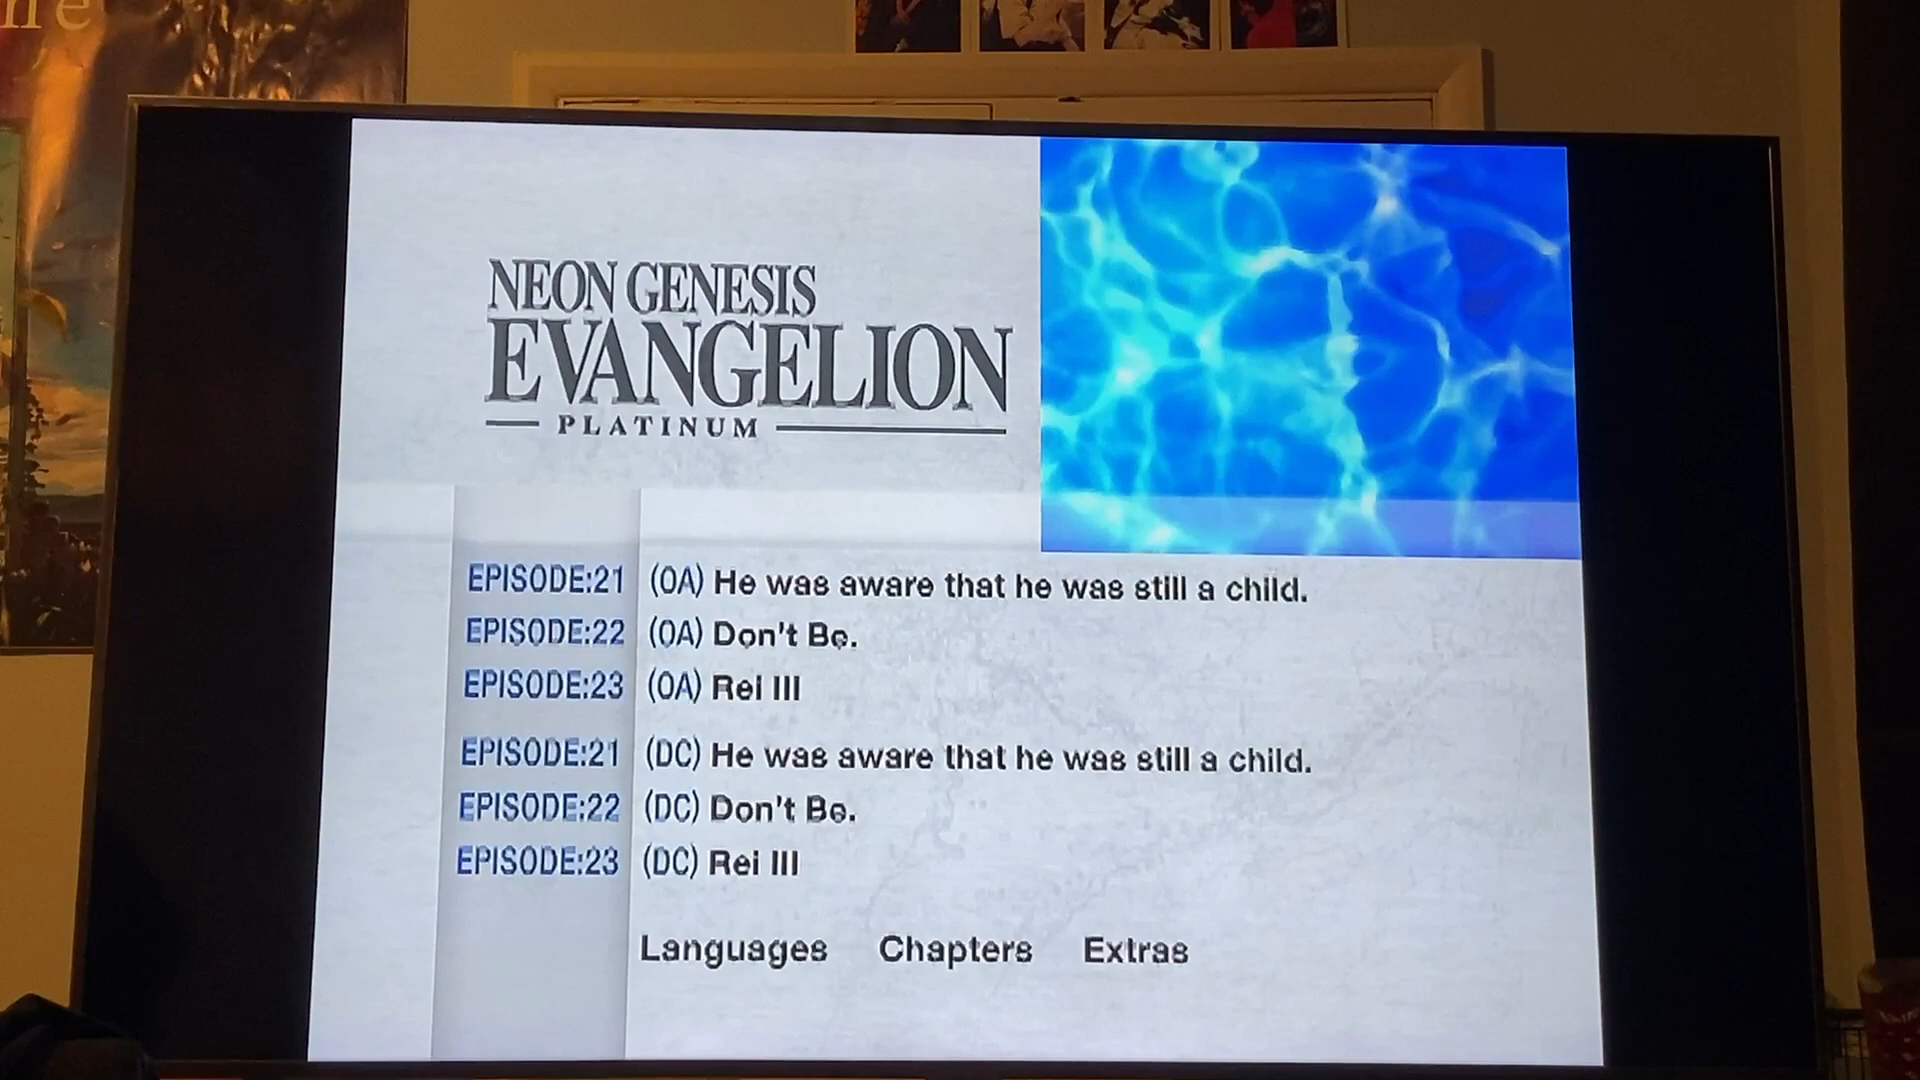 ne
NEON GENESIS
EVANGELION
PLATINUM
EPISODE:21 (OA) He was aware that he was still a child.
EPISODE:22 (OA) Don't Be.
EPISODE:23 (OA) Rei III
EPISODE:21 (DC) He was aware that he was still a child.
EPISODE:22 (DC) Don't Be.
EPISODE:23 (DC) Rei III
Languages Chapters Extras